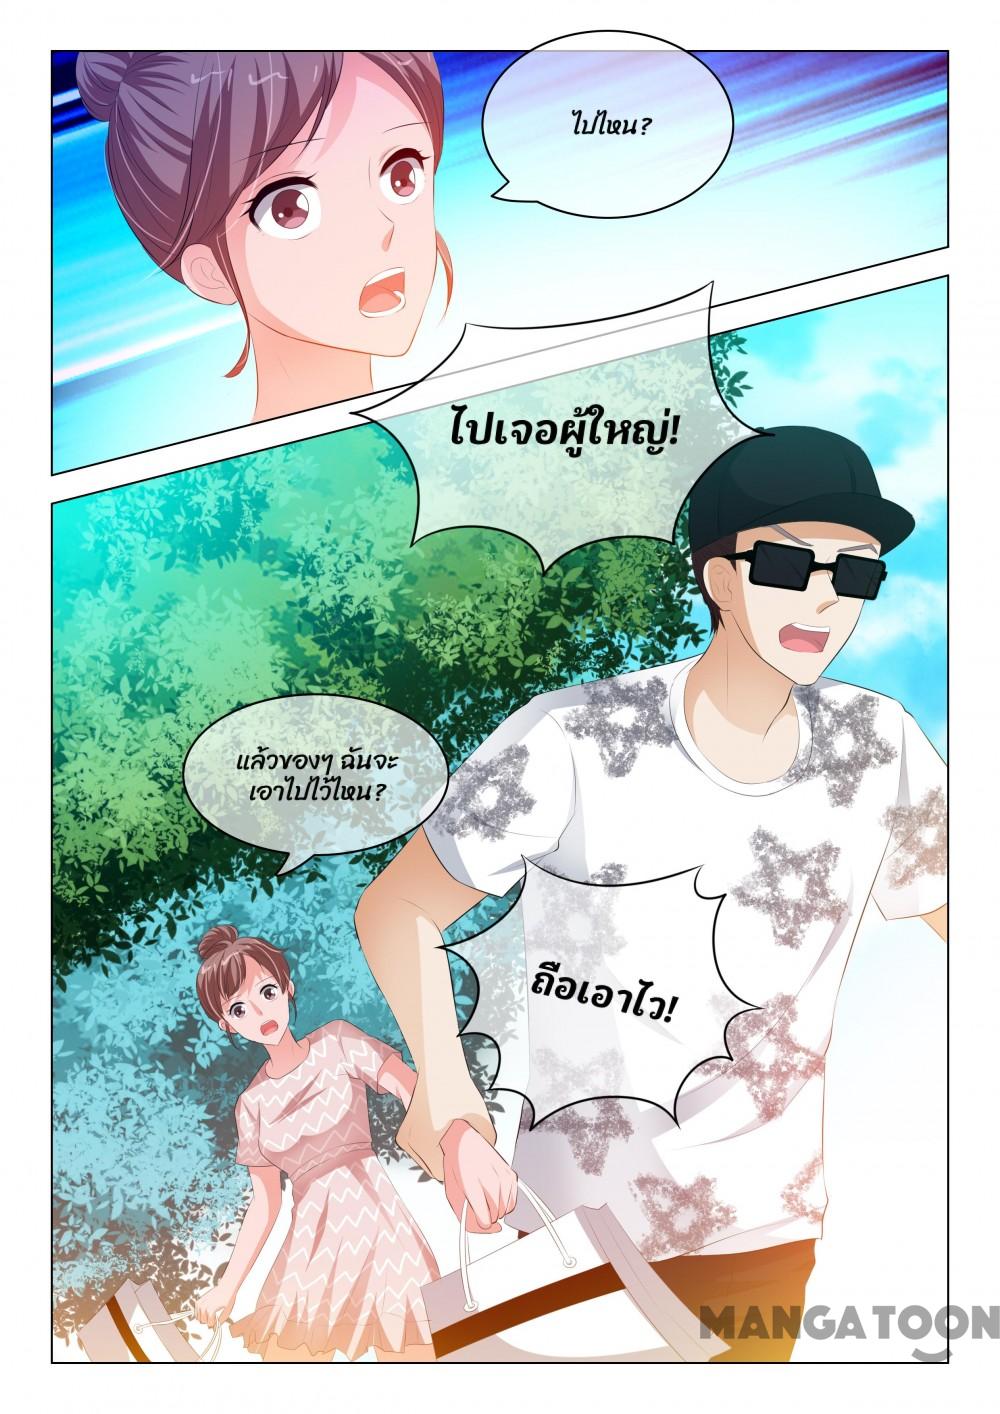 ไปไหน?
ไปเจอผู้ใหญ่!
แล้วของๆ ฉันจะ
เอาไปไว้ไหน?
ถือเอาไว!
MANGATOON